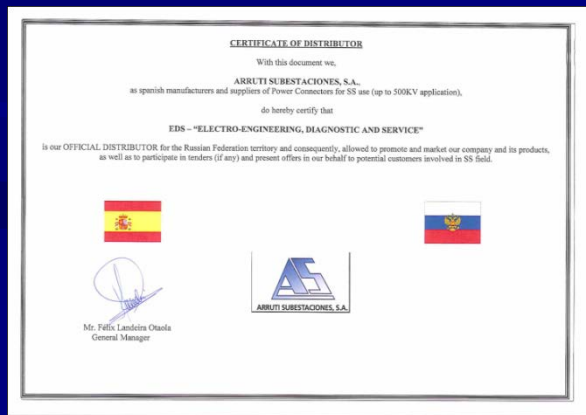 CERTIFICATE OF DISTRIBUTOR
With this document we,
ARRUTI SUBESTACIONES, S.A.,
as spanish manufacturers and suppliers of Power Connectors for SS use (up to 500KV application),
do hereby certify that
EDS – "ELECTRO-ENGINEERING, DIAGNOSTIC AND SERVICE"
is our OFFICIAL DISTRIBUTOR for the Russian Federation territory and consequently, allowed to promote and market our company and its products,
as well as to participate in tenders (if any) and present offers in our behalf to potential customers involved in SS field.
AS
ARRUTI SUBESTACIONES, S.A.
Mr. Félix Landeira Otaola
General Manager